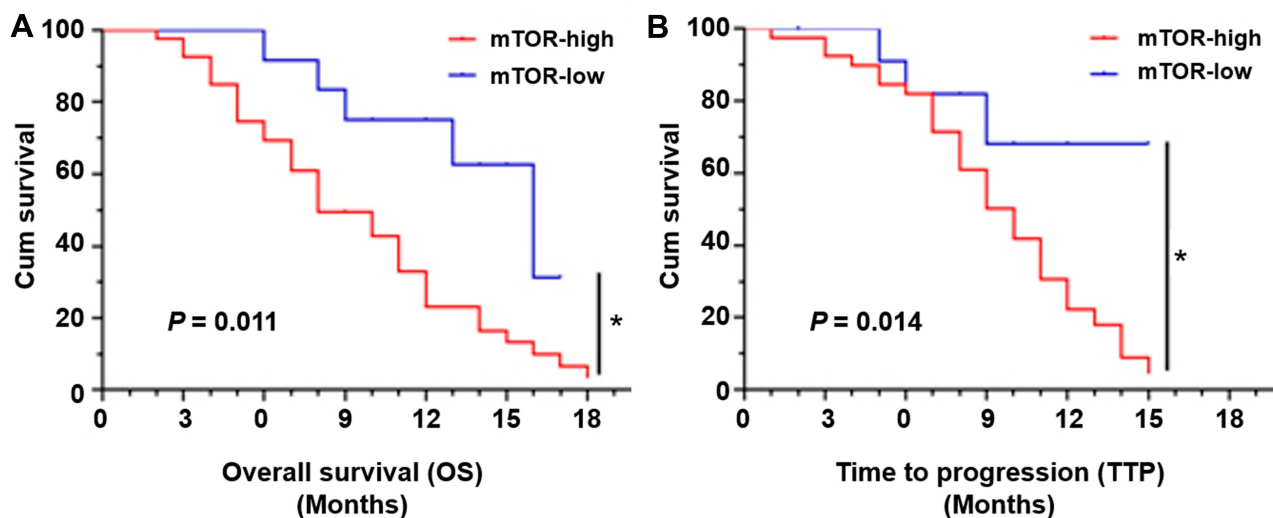 A
mTOR-high
mTOR-low
Cum survival
100
80
60
40
20
0
P = 0.011
*
0 3 0 9 12 15 18
Overall survival (OS)
(Months)
B
mTOR-high
mTOR-low
Cum survival
100
80
60
40
20
0
P = 0.014
*
0 3 0 9 12 15 18
Time to progression (TTP)
(Months)